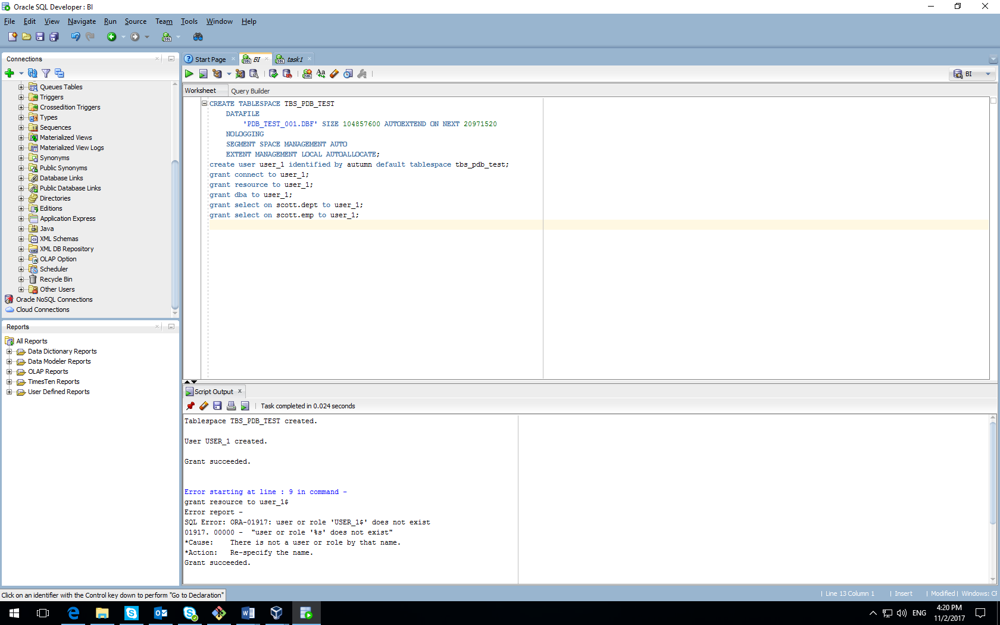 Oracle SQL Developer : BI
File Edit View Navigate Run Source Team Tools Window Help
Connections
Queues Tables
Triggers
Crossedition Triggers
Types
Sequences
Materialized Views
Materialized View Logs
Synonyms
Public Synonyms
Database Links
Public Database Links
Directories
Editions
Application Express
Java
XML Schemas
XML DB Repository
OLAP Option
Scheduler
Recycle Bin
Other Users
Oracle NoSQL Connections
Cloud Connections
Reports
All Reports
Data Dictionary Reports
Data Modeler Reports
OLAP Reports
TimesTen Reports
User Defined Reports
Start Page BI task1
BI
Worksheet Query Builder
CREATE TABLESPACE TBS_PDB_TEST
DATAFILE
'PDB_TEST_001.DBF' SIZE 104857600 AUTOEXTEND ON NEXT 20971520
NOLOGGING
SEGMENT SPACE MANAGEMENT AUTO
EXTENT MANAGEMENT LOCAL AUTOALLOCATE;
create user user_1 identified by autumn default tablespace tbs_pdb_test;
grant connect to user_1;
grant resource to user_1;
grant dba to user_1;
grant select on scott.dept to user_1;
grant select on scott.emp to user_1;
Script Output
Task completed in 0.024 seconds
Tablespace TBS_PDB_TEST created.
User USER_1 created.
Grant succeeded.
Error starting at line : 9 in command -
grant resource to user_1$
Error report -
SQL Error: ORA-01917: user or role 'USER_1$' does not exist
01917. 00000 - "user or role '%s' does not exist"
*Cause: There is not a user or role by that name.
*Action: Re-specify the name.
Grant succeeded.
Click on an identifier with the Control key down to perform "Go to Declaration"
Line 13 Column 1 | Insert | Modified | Windows: CR
ENG
4:20 PM
11/2/2017